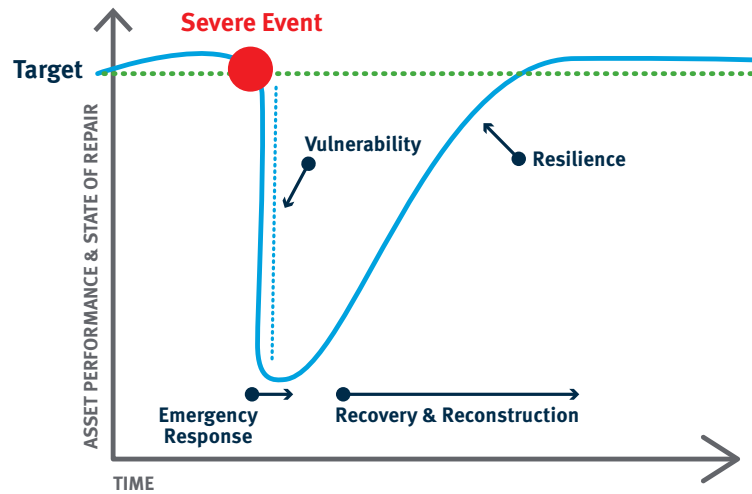 Severe Event
Target
ASSET PERFORMANCE & STATE OF REPAIR
Vulnerability
Resilience
Emergency
Response
Recovery & Reconstruction
TIME